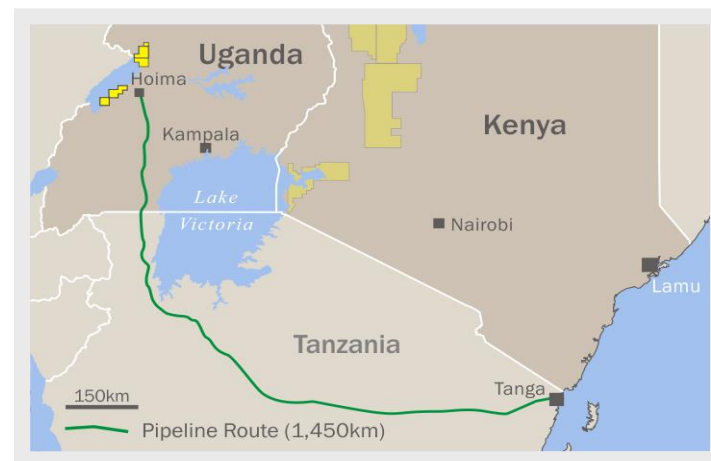 Uganda
Hoima
Kampala
Kenya
Lake
Victoria
Nairobi
Lamu
Tanzania
Tanga
150km
Pipeline Route (1,450km)